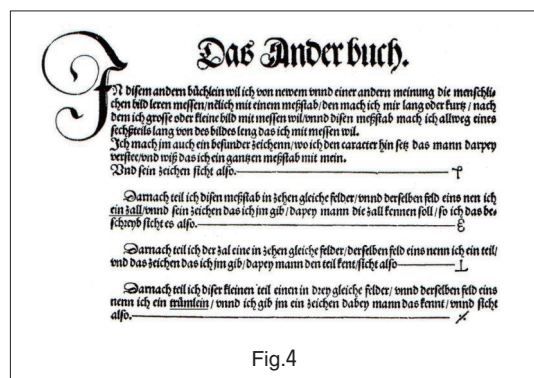 Das Ander buch.
IN disem andern büchlein wil ich von newem vnnd einer andern meinung die menschli-
chen bild leren messen/nẽlich mit einem meßstab/den mach ich mir lang oder kurtz/nach
dem ich grosse oder kleine bild mit messen wil/vnnd disen meßstab mach ich allweg eines
sechsteils lang von des bildes leng das ich mit messen wil.
Ich mach jm auch ein besunder zeichenn/wo ich den caracter hin setz das mann darpey
verstee/vnd wiß das ich ein gantzen meßstab mit mein.
Vnd sein zeichen sicht also.
Darnach teil ich disen meßstab in zehen gleiche felder/vnnd derselben feld eins nen ich
ein zall/vnnd sein zeichen das ich jm gib/dapey mann die zall kennen soll/so ich das be-
schreyb sicht es also.
Darnach teil ich der zal eine in zehen gleiche felder/derselben feld eins nenn ich ein teil/
vnd das zeichen das ich jm gib/dapey mann den teil kent/sicht also
Darnach teil ich diser kleinen teil einen in drey gleiche felder/vnnd derselben feld eins
nenn ich ein trümlein/vnnd ich gib jm ein zeichen dabey mann das kennt/vnnd sicht
also.
Fig.4